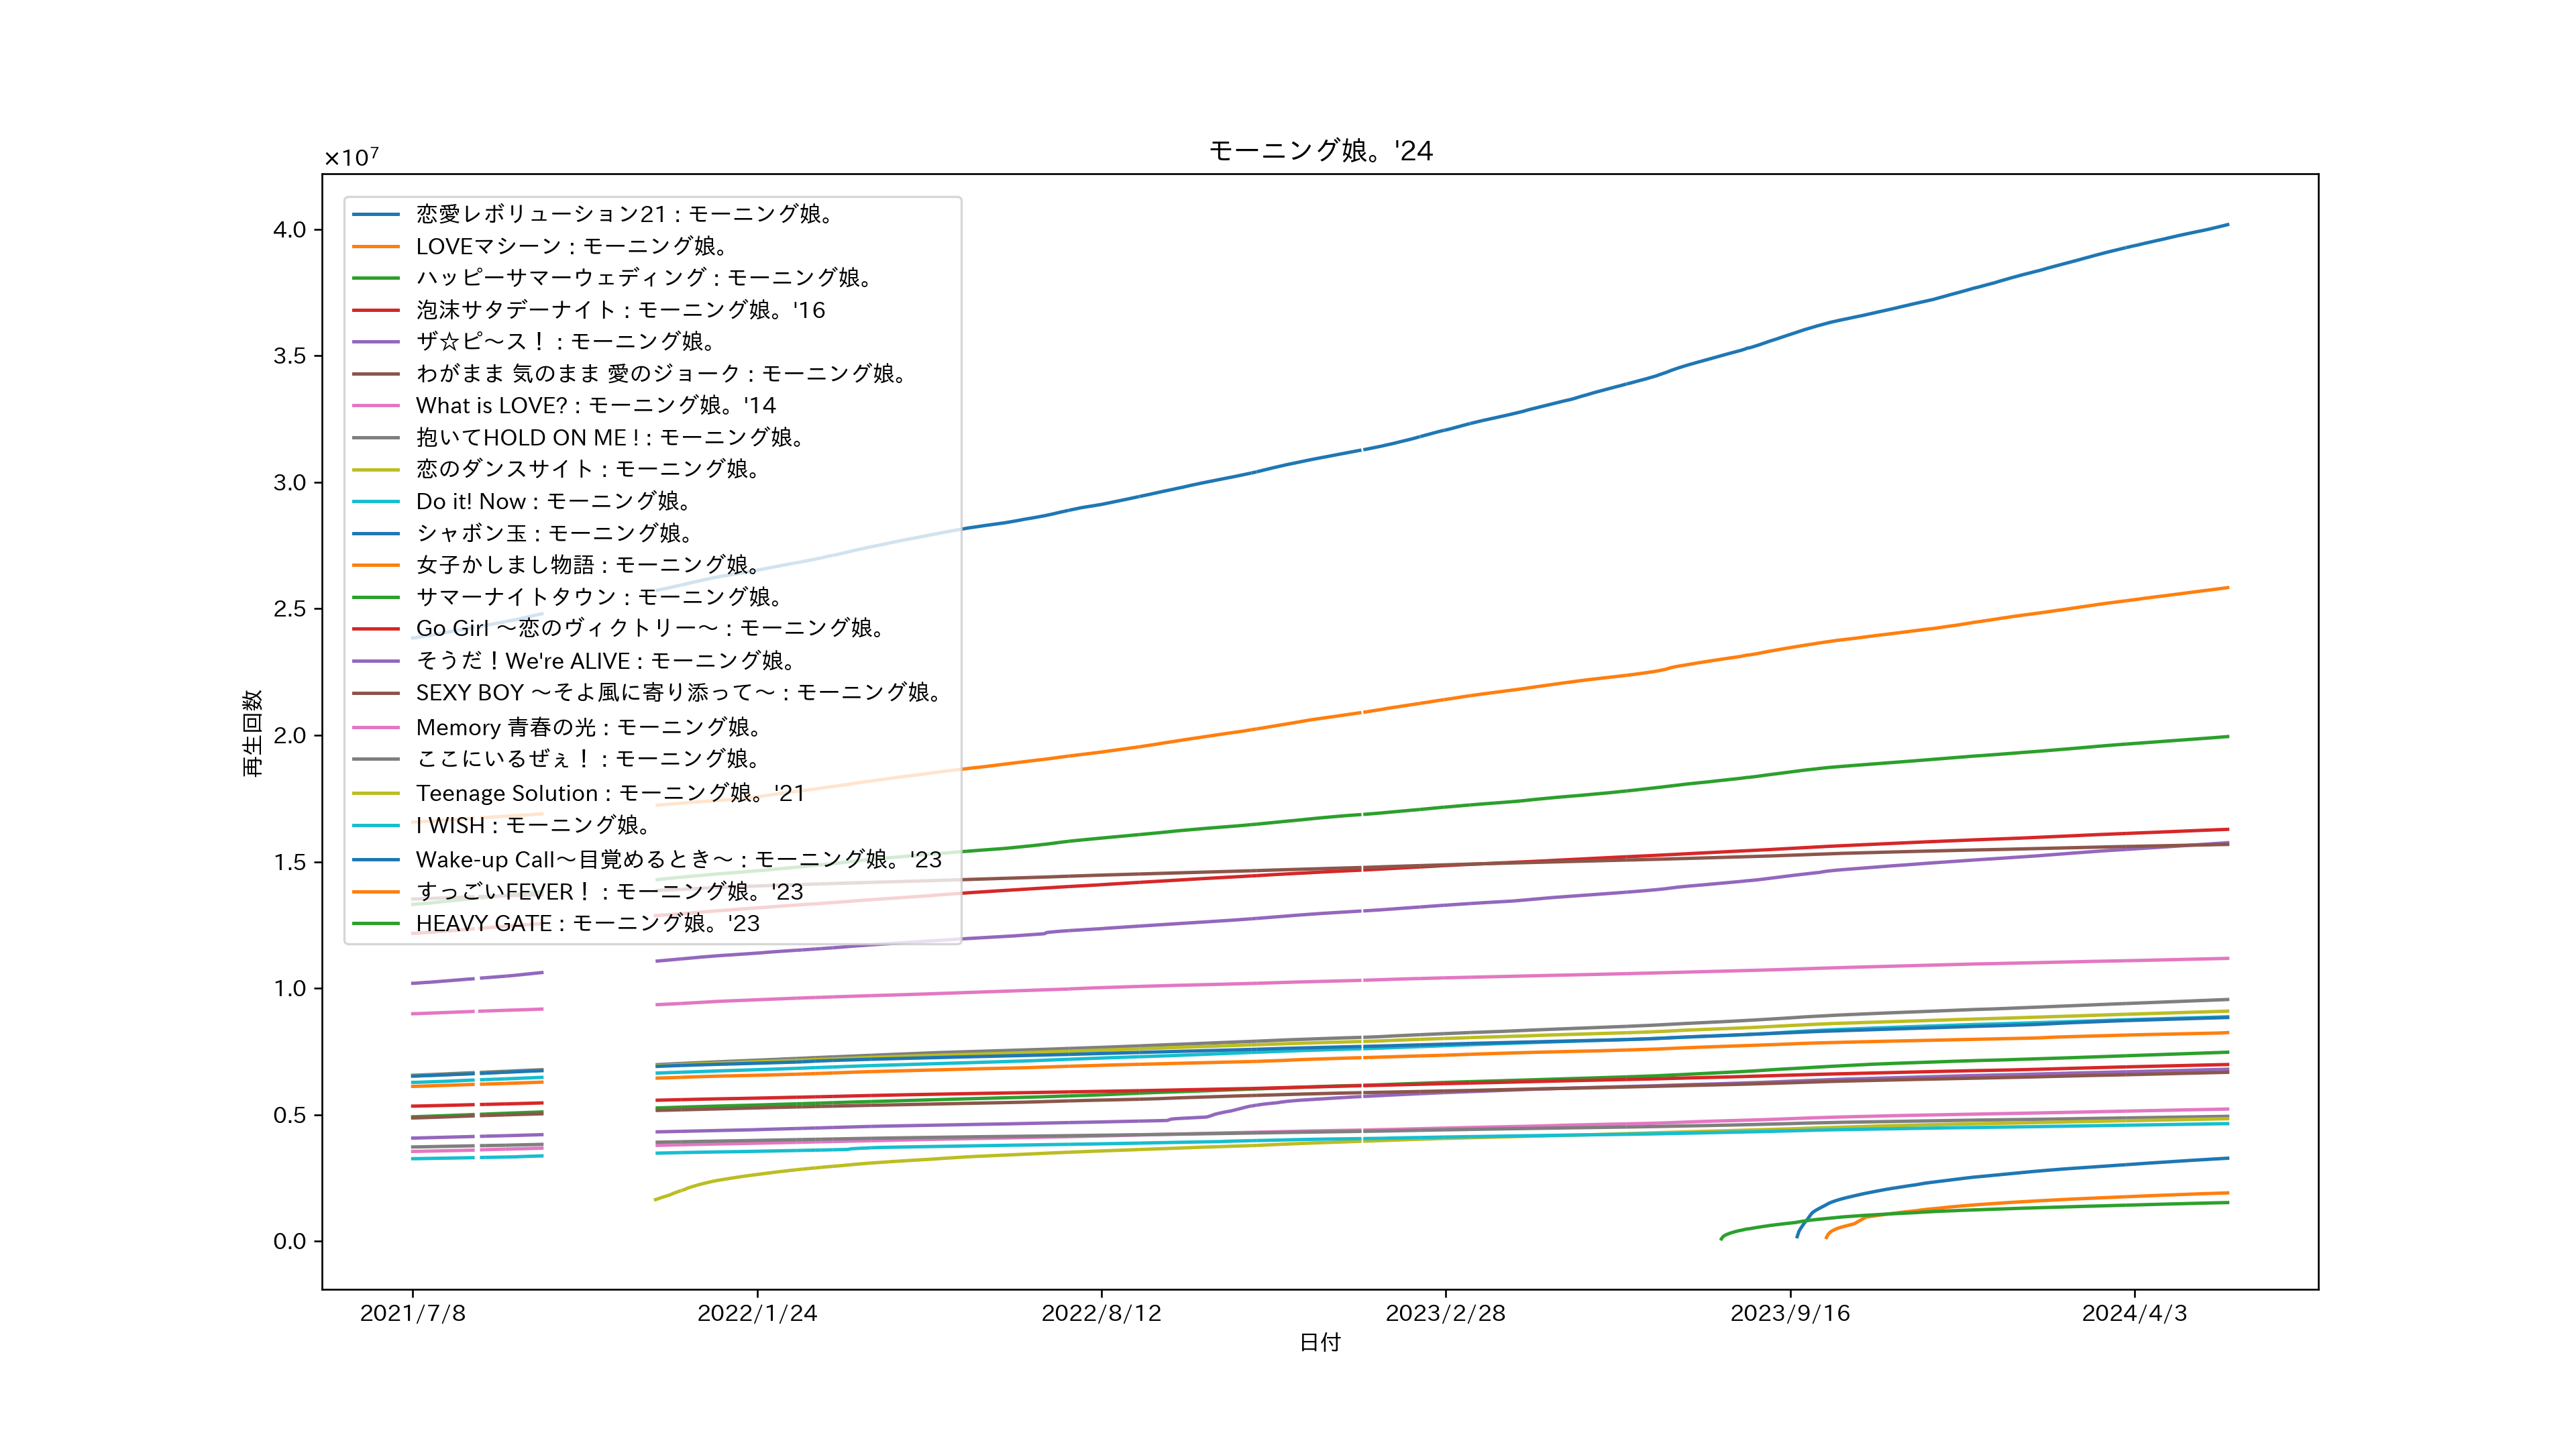 モーニング娘。'24
×10⁷
4.0
3.5
3.0
2.5
2.0
1.5
1.0
0.5
0.0
再生回数
恋愛レボリューション21 : モーニング娘。
LOVEマシーン : モーニング娘。
ハッピーサマーウェディング : モーニング娘。
泡沫サタデーナイト : モーニング娘。'16
ザ☆ピ〜ス！ : モーニング娘。
わがまま 気のまま 愛のジョーク : モーニング娘。
What is LOVE? : モーニング娘。'14
抱いてHOLD ON ME ! : モーニング娘。
恋のダンスサイト : モーニング娘。
Do it! Now : モーニング娘。
シャボン玉 : モーニング娘。
女子かしまし物語 : モーニング娘。
サマーナイトタウン : モーニング娘。
Go Girl 〜恋のヴィクトリー〜 : モーニング娘。
そうだ！We're ALIVE : モーニング娘。
SEXY BOY 〜そよ風に寄り添って〜 : モーニング娘。
Memory 青春の光 : モーニング娘。
ここにいるぜぇ！ : モーニング娘。
Teenage Solution : モーニング娘。'21
I WISH : モーニング娘。
Wake-up Call〜目覚めるとき〜 : モーニング娘。'23
すっごいFEVER！ : モーニング娘。'23
HEAVY GATE : モーニング娘。'23
2021/7/8
2022/1/24
2022/8/12
2023/2/28
2023/9/16
2024/4/3
日付